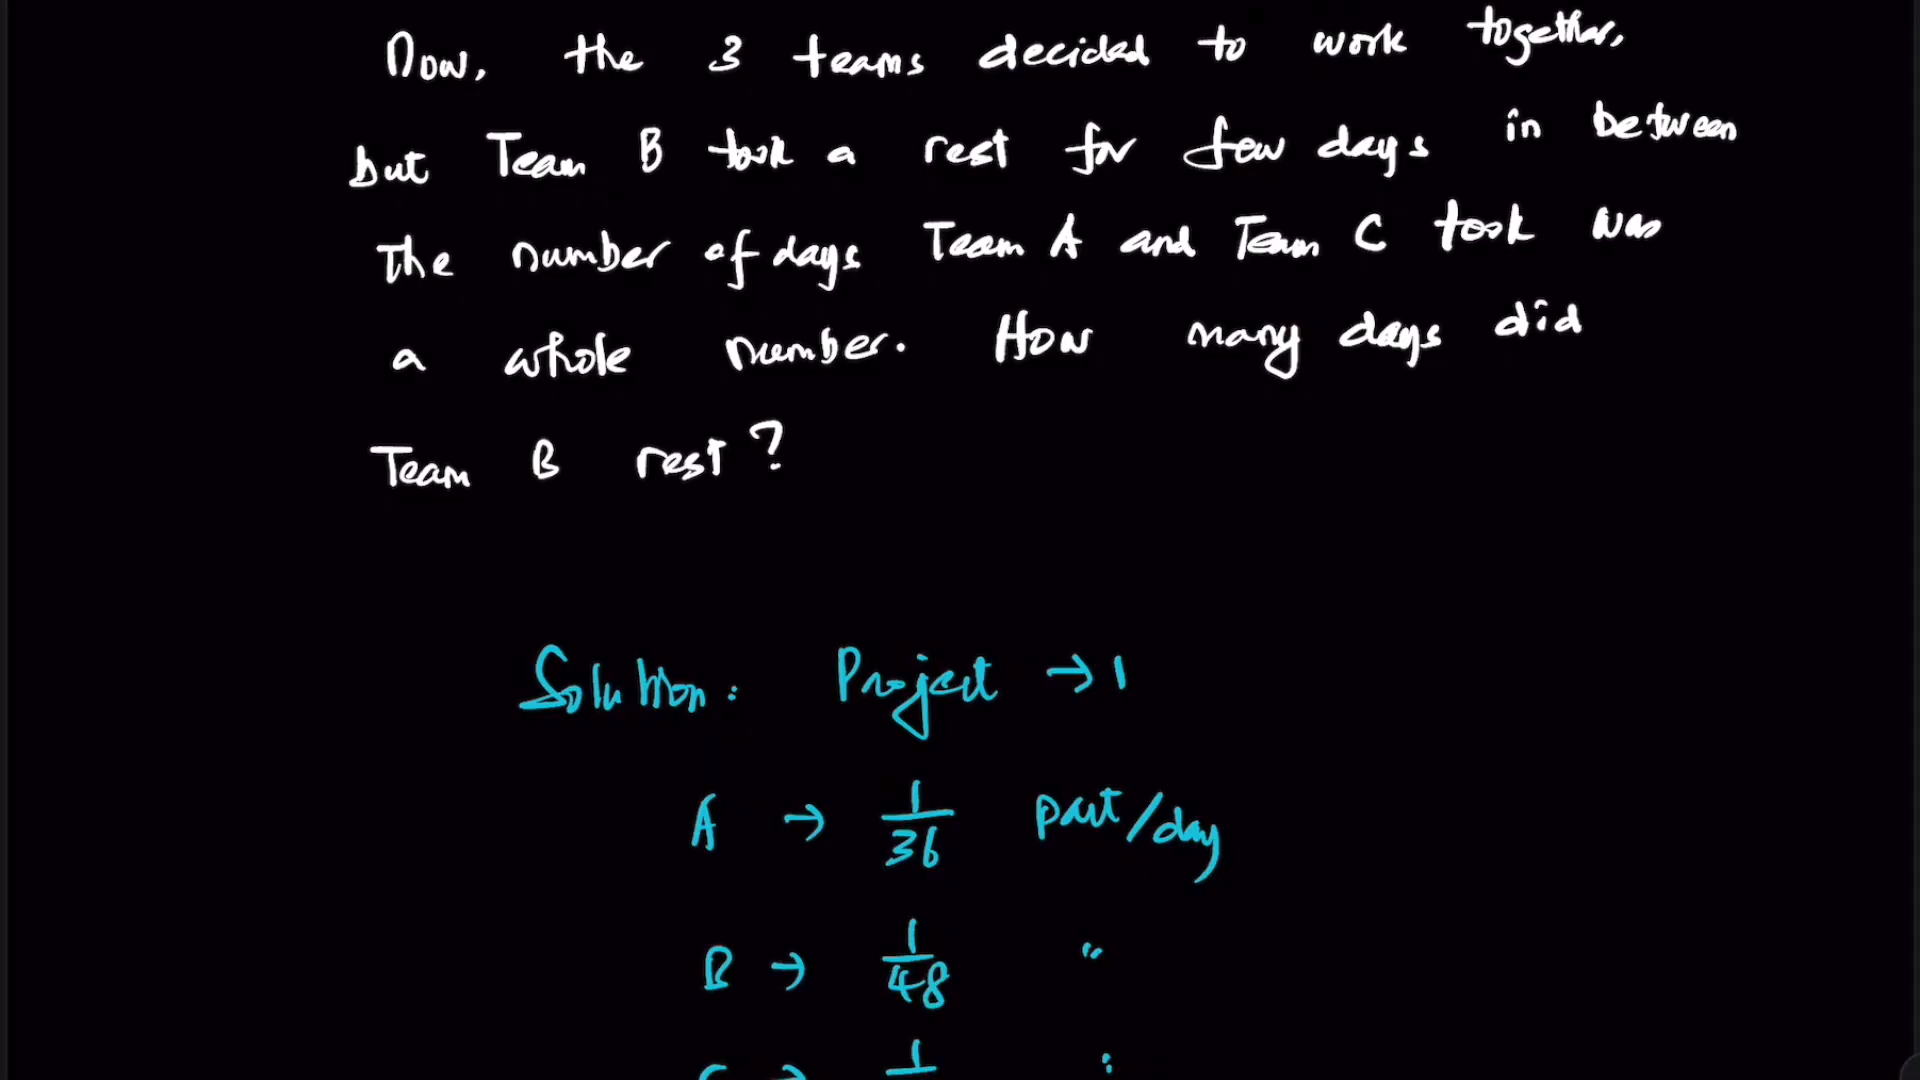 Now, the 3 teams decided to work together,
but Team B took a rest for few days in between
The number of days Team A and Team C took was
a whole number. How many days did
Team B rest?
Solution: Project → 1
A → 1/36 part/day
B → 1/48 "
C → 1